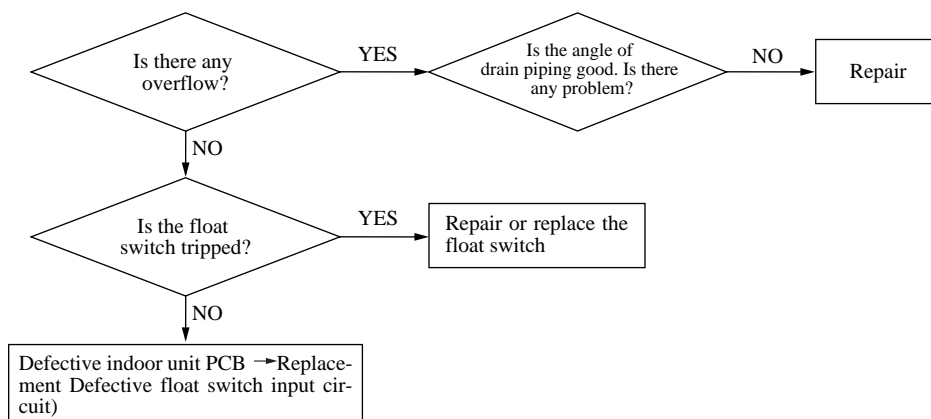 Is there any
overflow?
YES
Is the angle of
drain piping good. Is there
any problem?
NO
Repair
NO
Is the float
switch tripped?
YES
Repair or replace the
float switch
NO
Defective indoor unit PCB →Replace-
ment Defective float switch input cir-
cuit)